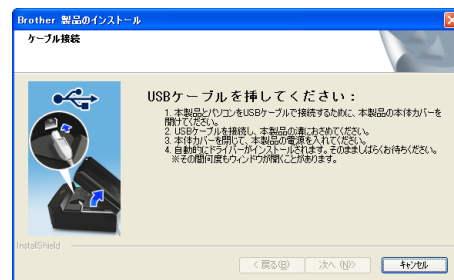 Brother 製品のインストール
ケーブル接続
USBケーブルを挿してください：
1. 本製品とパソコンをUSBケーブルで接続するために、本製品の本体カバーを
開けてください。
2. USBケーブルを接続し、本製品の溝におさめてください。
3. 本体カバーを閉じて、本製品の電源を入れてください。
4. 自動的にドライバーがインストールされます。そのまましばらくお待ちください。
※その間何度もウィンドウが開くことがあります。
InstallShield
< 戻る(B)
次へ (N)>
キャンセル